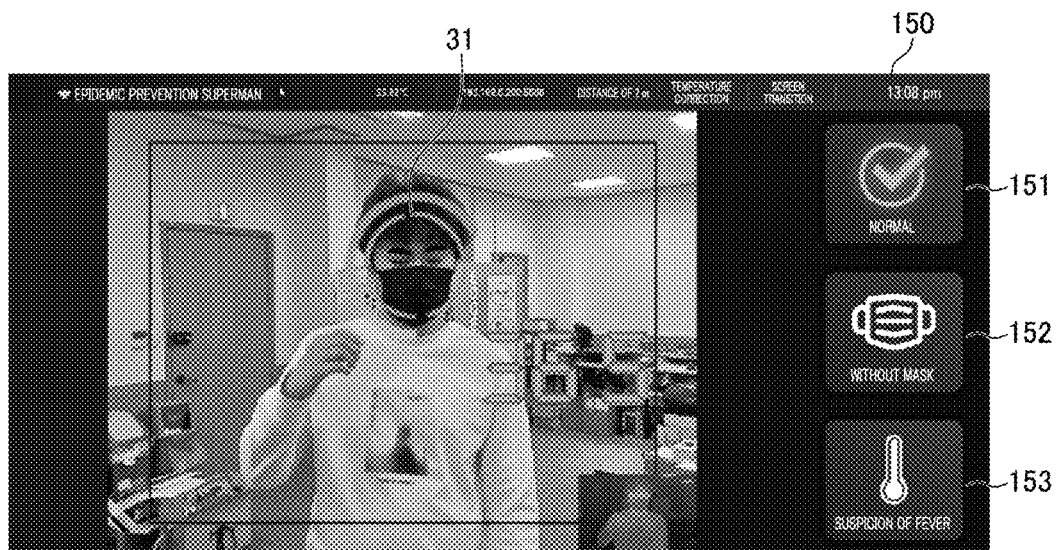 150
31
EPIDEMIC PREVENTION SUPERMAN
DISTANCE OF 2 m
TEMPERATURE
CORRECTION
SCREEN
TRANSITION
13:08 pm
NORMAL
151
WITHOUT MASK
152
SUSPICION OF FEVER
153